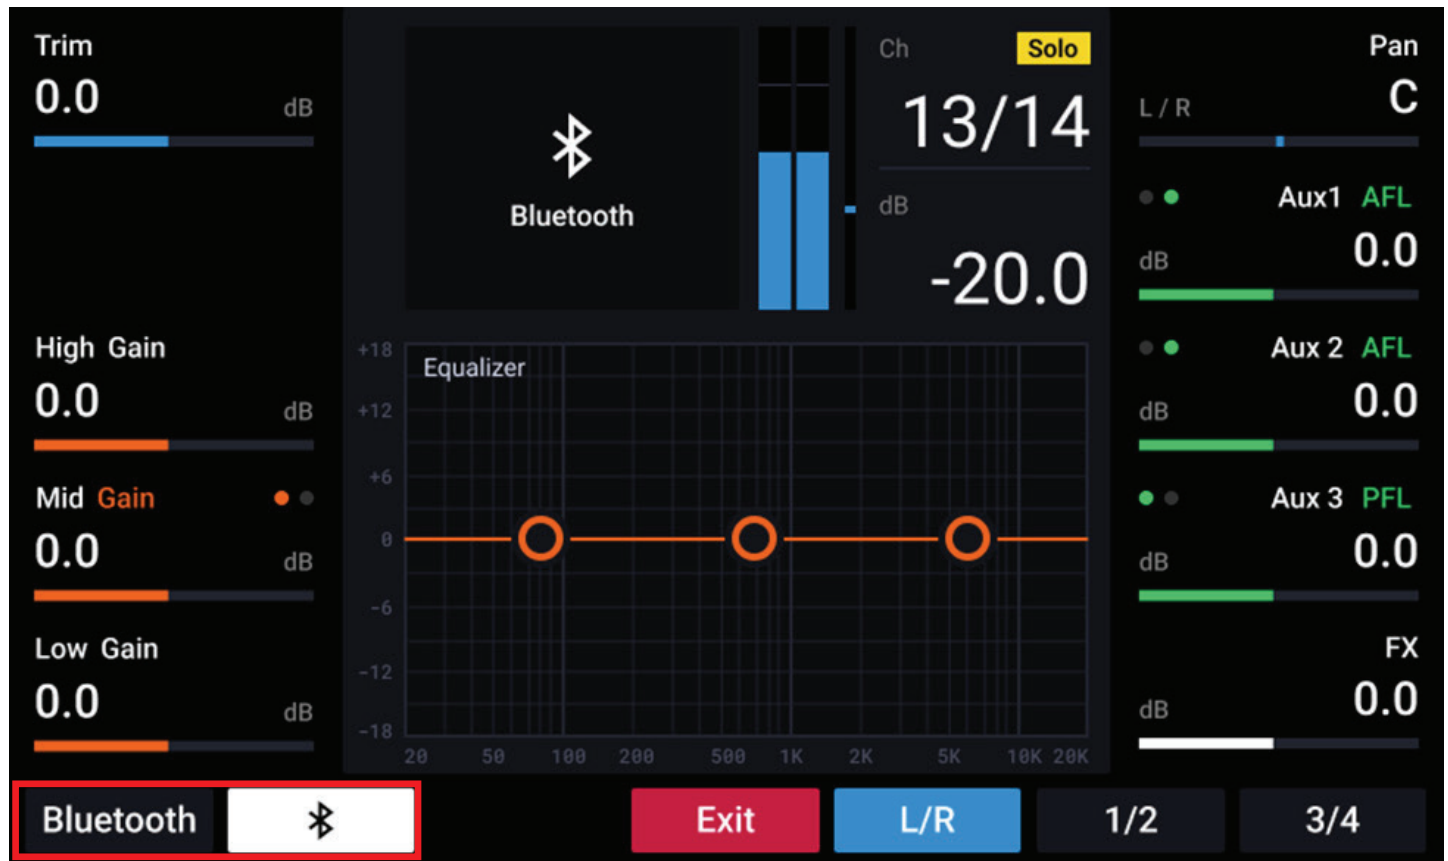 Trim
0.0 dB
High Gain
0.0 dB
Mid Gain
0.0 dB
Low Gain
0.0 dB
Bluetooth
Ch Solo
13/14
dB
-20.0
Equalizer
+18
+12
+6
0
-6
-12
-18
20 50 100 200 500 1K 2K 5K 10K 20K
Pan
L / R C
Aux1 AFL
dB 0.0
Aux 2 AFL
dB 0.0
Aux 3 PFL
dB 0.0
FX
dB 0.0
Bluetooth Exit L/R 1/2 3/4